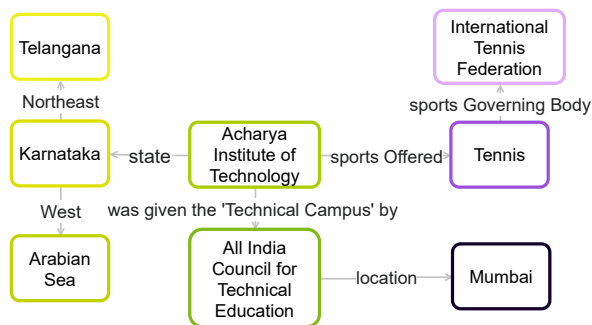 Telangana
International
Tennis
Federation
Northeast
sports Governing Body
Karnataka
state
Acharya
Institute of
Technology
sports Offered
Tennis
West
was given the 'Technical Campus' by
Arabian
Sea
All India
Council for
Technical
Education
location
Mumbai